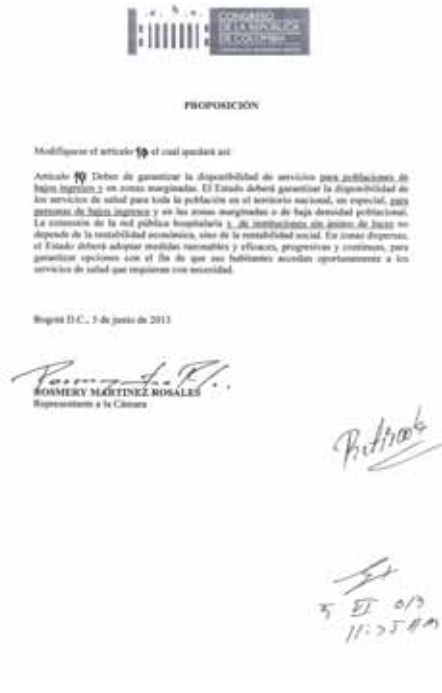 CONGRESO
DE LA REPÚBLICA
DE COLOMBIA
PROPOSICIÓN
Modifíquese el artículo el cual quedará así:
Artículo Deber de garantizar la disponibilidad de servicios para poblaciones de
bajos ingresos y en zonas marginadas. El Estado deberá garantizar la disponibilidad de
los servicios de salud para toda la población en el territorio nacional, en especial, para
personas de bajos ingresos y en las zonas marginadas o de baja densidad poblacional.
La extensión de la red pública hospitalaria y de instituciones sin ánimo de lucro no
depende de la rentabilidad económica, sino de la rentabilidad social. En zonas dispersas,
el Estado deberá adoptar medidas razonables y eficaces, progresivas y continuas, para
garantizar opciones con el fin de que sus habitantes accedan oportunamente a los
servicios de salud que requieran con necesidad.
Bogotá D.C., 5 de junio de 2013
ROSMERY MARTINEZ ROSALES
Representante a la Cámara
Retirada
5 VI 013